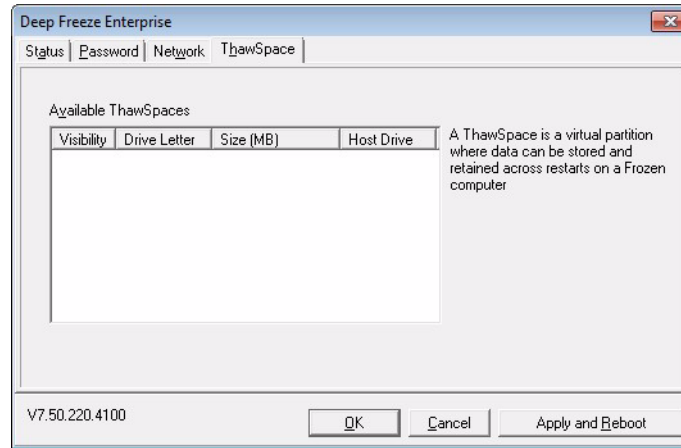 Deep Freeze Enterprise
Status Password Network ThawSpace
Available ThawSpaces
Visibility Drive Letter Size (MB) Host Drive
A ThawSpace is a virtual partition
where data can be stored and
retained across restarts on a Frozen
computer
V7.50.220.4100
OK Cancel Apply and Reboot